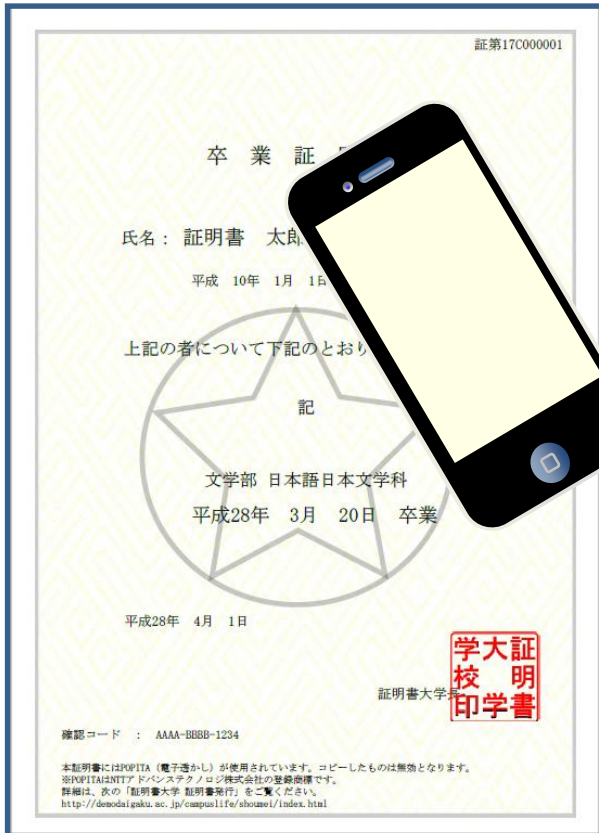 証第17C000001
卒 業 証
氏名： 証明書 太郎
平成 10年 1月 1日
上記の者について下記のとおり
記
文学部 日本語日本文学科
平成28年 3月 20日 卒業
平成28年 4月 1日
証明書大学長
証明書大学校印
確認コード ： AAAA-BBBB-1234
本証明書にはPOPITA（電子透かし）が使用されています。コピーしたものは無効となります。
※POPITAはNTTアドバンステクノロジ株式会社の登録商標です。
詳細は、次の「証明書大学 証明書発行」をご覧ください。
http://demodaigaku.ac.jp/campuslife/shoumei/index.html